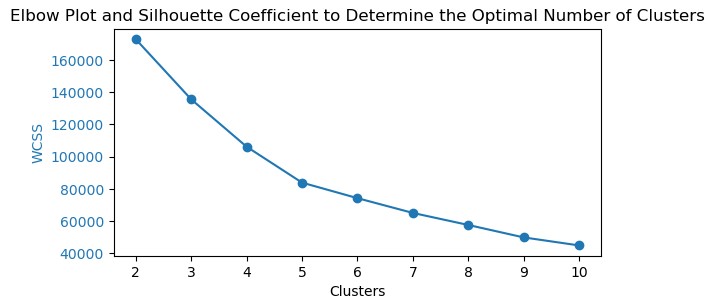 Elbow Plot and Silhouette Coefficient to Determine the Optimal Number of Clusters
160000
140000
120000
100000
80000
60000
40000
WCSS
2 3 4 5 6 7 8 9 10
Clusters